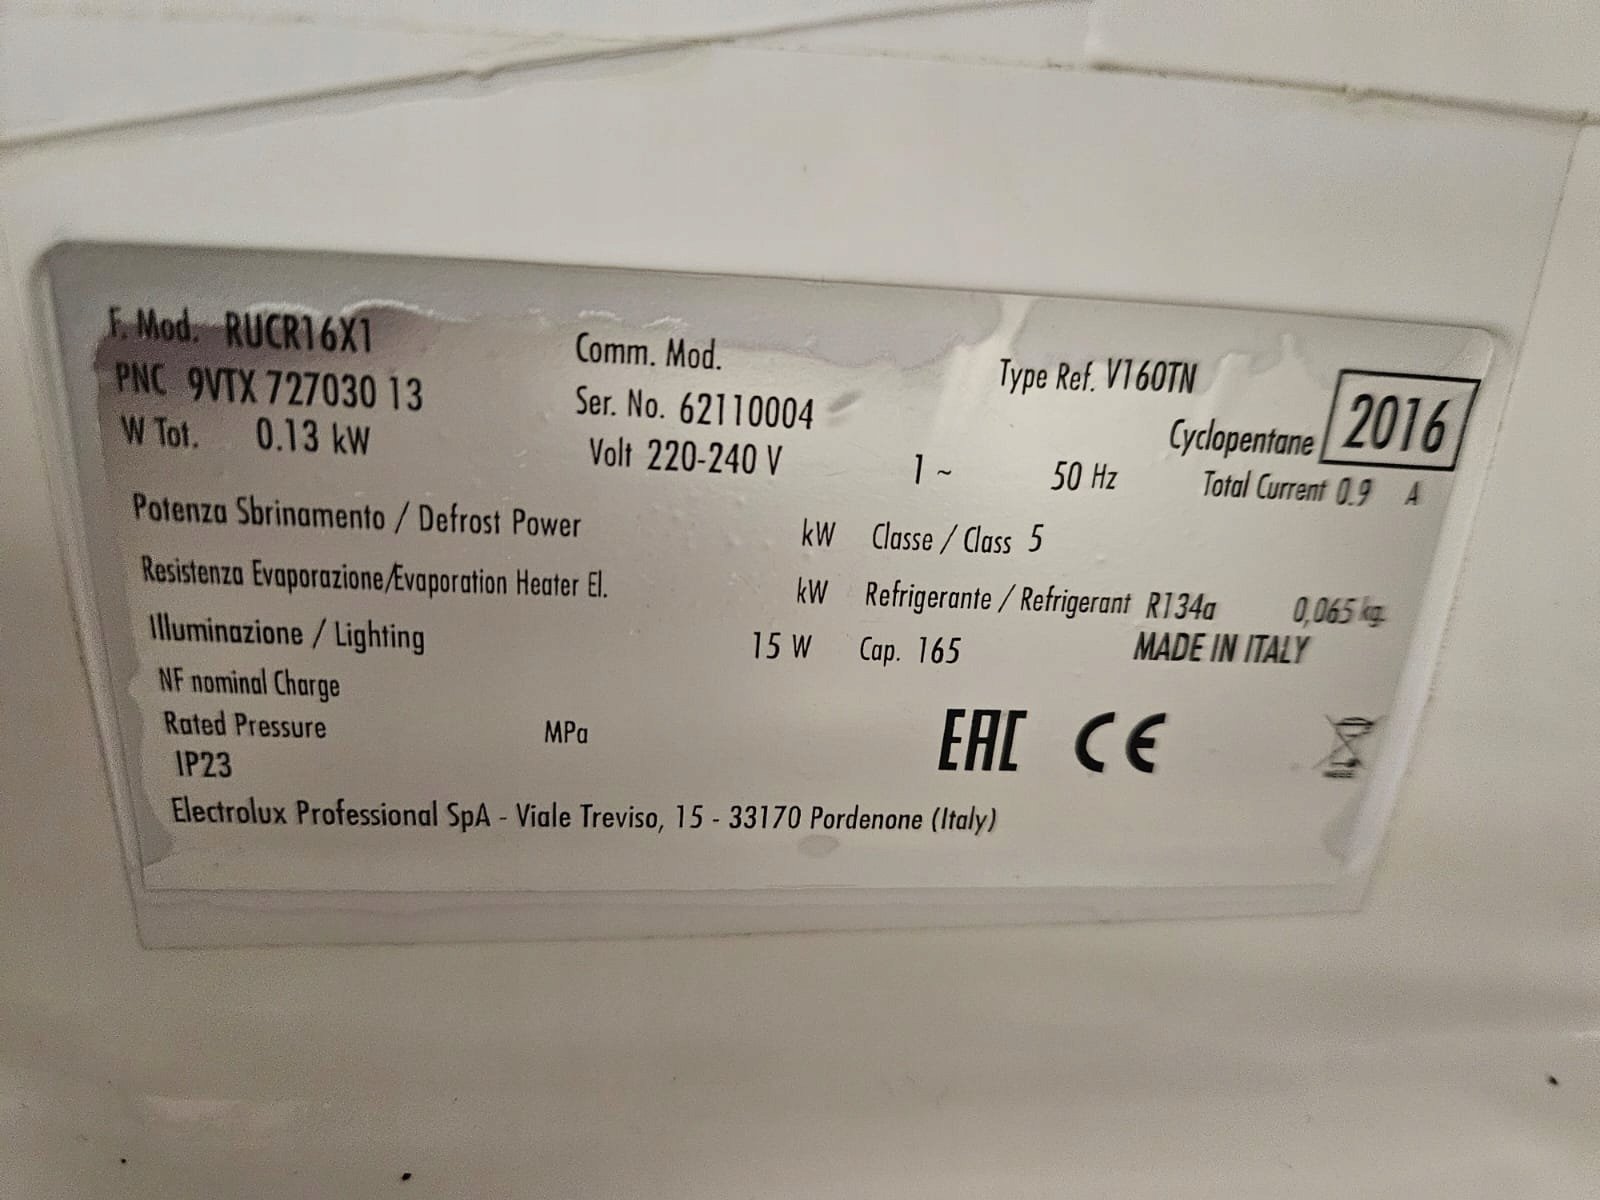 F. Mod. RUCR16X1 Comm. Mod. Type Ref. V160TN
PNC 9VTX 727030 13 Ser. No. 62110004 Cyclopentane 2016
W Tot. 0.13 kW Volt 220-240 V 1 ~ 50 Hz Total Current 0.9 A
Potenza Sbrinamento / Defrost Power kW Classe / Class 5
Resistenza Evaporazione/Evaporation Heater El. kW Refrigerante / Refrigerant R134a 0,065 kg.
Illuminazione / Lighting 15 W Cap. 165 MADE IN ITALY
NF nominal Charge
Rated Pressure MPa EAC CE
IP23
Electrolux Professional SpA - Viale Treviso, 15 - 33170 Pordenone (Italy)